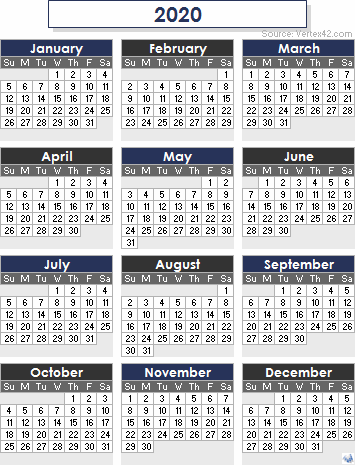 2020
Source: Vertex42.com
January
Su M Tu W Th F Sa
1 2 3 4
5 6 7 8 9 10 11
12 13 14 15 16 17 18
19 20 21 22 23 24 25
26 27 28 29 30 31
February
Su M Tu W Th F Sa
1
2 3 4 5 6 7 8
9 10 11 12 13 14 15
16 17 18 19 20 21 22
23 24 25 26 27 28 29
March
Su M Tu W Th F Sa
1 2 3 4 5 6 7
8 9 10 11 12 13 14
15 16 17 18 19 20 21
22 23 24 25 26 27 28
29 30 31
April
Su M Tu W Th F Sa
1 2 3 4
5 6 7 8 9 10 11
12 13 14 15 16 17 18
19 20 21 22 23 24 25
26 27 28 29 30
May
Su M Tu W Th F Sa
1 2
3 4 5 6 7 8 9
10 11 12 13 14 15 16
17 18 19 20 21 22 23
24 25 26 27 28 29 30
31
June
Su M Tu W Th F Sa
1 2 3 4 5 6
7 8 9 10 11 12 13
14 15 16 17 18 19 20
21 22 23 24 25 26 27
28 29 30
July
Su M Tu W Th F Sa
1 2 3 4
5 6 7 8 9 10 11
12 13 14 15 16 17 18
19 20 21 22 23 24 25
26 27 28 29 30 31
August
Su M Tu W Th F Sa
1
2 3 4 5 6 7 8
9 10 11 12 13 14 15
16 17 18 19 20 21 22
23 24 25 26 27 28 29
30 31
September
Su M Tu W Th F Sa
1 2 3 4 5
6 7 8 9 10 11 12
13 14 15 16 17 18 19
20 21 22 23 24 25 26
27 28 29 30
October
Su M Tu W Th F Sa
1 2 3
4 5 6 7 8 9 10
11 12 13 14 15 16 17
18 19 20 21 22 23 24
25 26 27 28 29 30 31
November
Su M Tu W Th F Sa
1 2 3 4 5 6 7
8 9 10 11 12 13 14
15 16 17 18 19 20 21
22 23 24 25 26 27 28
29 30
December
Su M Tu W Th F Sa
1 2 3 4 5
6 7 8 9 10 11 12
13 14 15 16 17 18 19
20 21 22 23 24 25 26
27 28 29 30 31